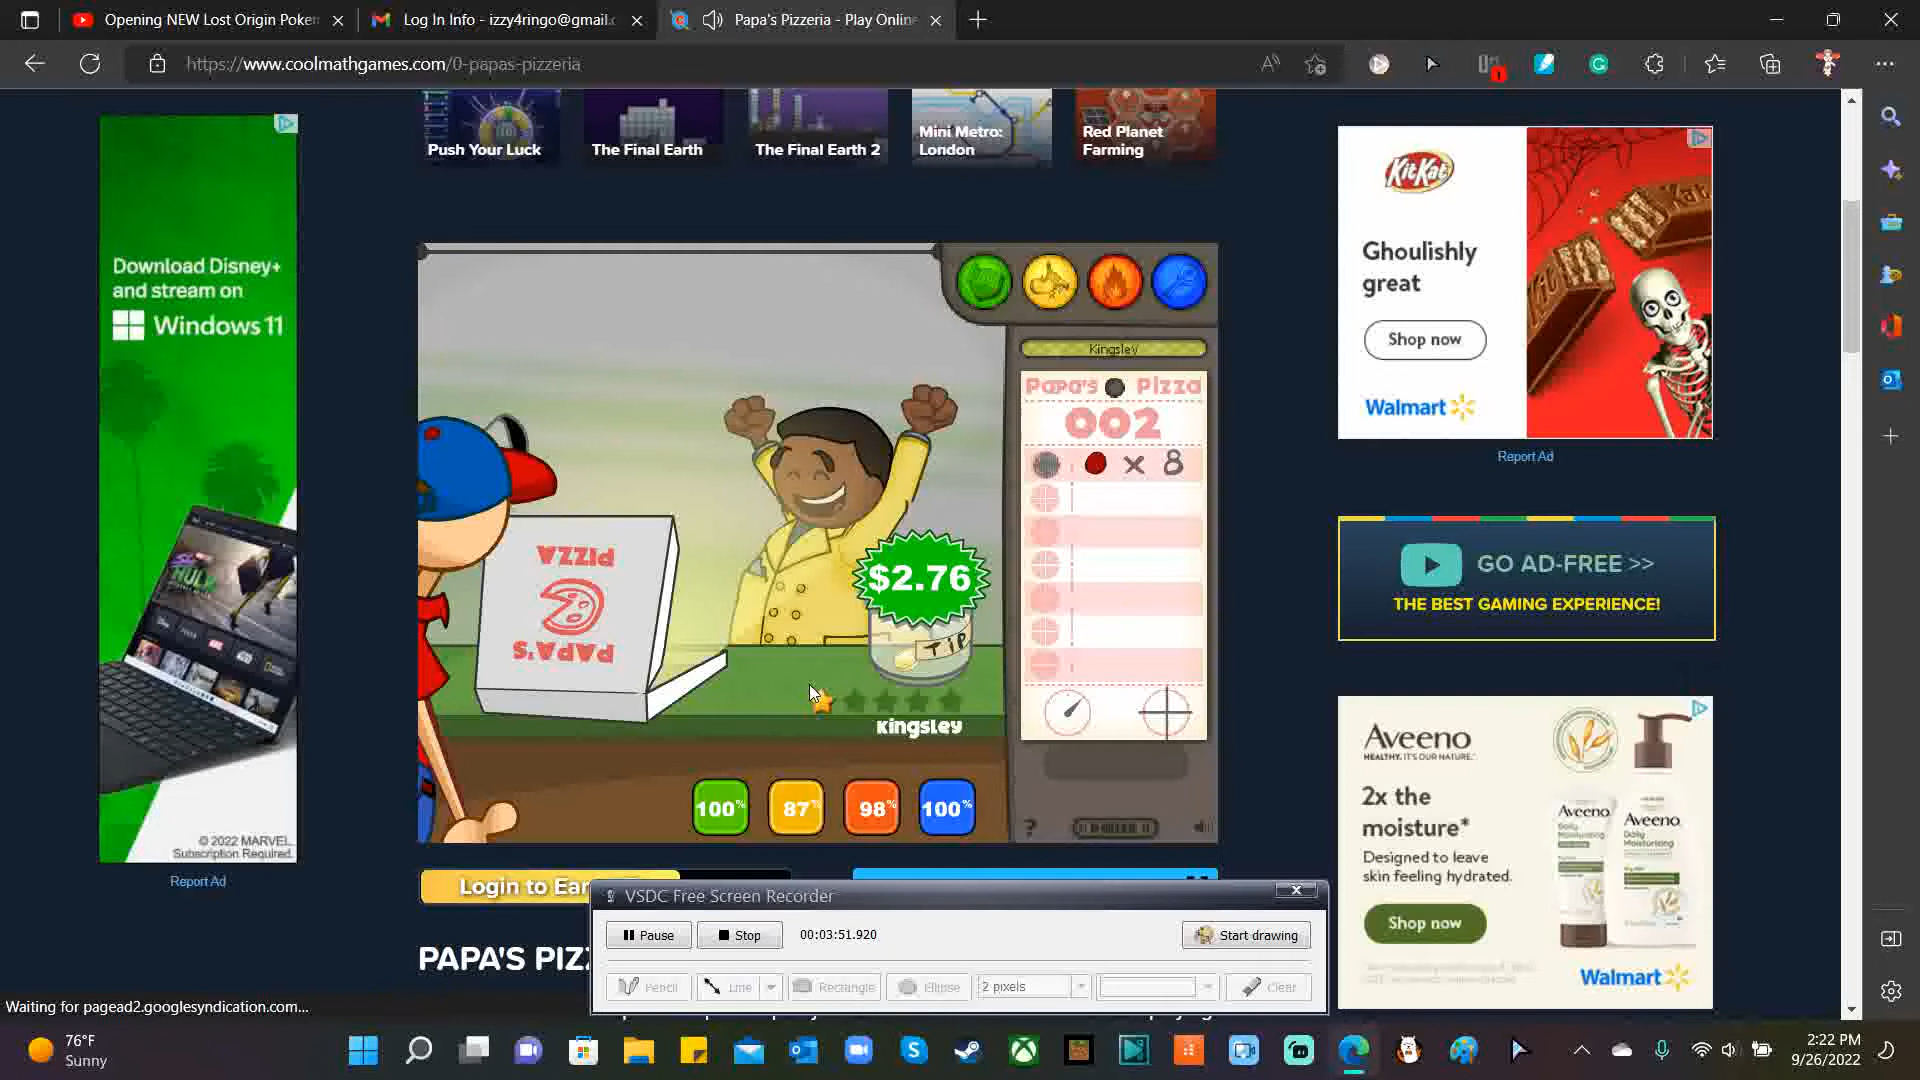 Opening NEW Lost Origin Poker
Log In Info - izzy4ringo@gmail.c
Papa's Pizzeria - Play Online
https://www.coolmathgames.com/0-papas-pizzeria
Push Your Luck
The Final Earth
The Final Earth 2
Mini Metro: London
Red Planet Farming
Download Disney+
and stream on
Windows 11
© 2022 MARVEL.
Subscription Required.
Report Ad
Kingsley
Papa's Pizza
002
x 8
PIZZA
PAPA'S
$2.76
TIP
Kingsley
100%
87%
98%
100%
?
KitKat
Ghoulishly
great
Shop now
Walmart
Report Ad
GO AD-FREE >>
THE BEST GAMING EXPERIENCE!
Aveeno
HEALTHY. IT'S OUR NATURE.™
2x the
moisture*
Designed to leave
skin feeling hydrated.
Shop now
Walmart
Login to Ear
PAPA'S PIZ
VSDC Free Screen Recorder
Pause
Stop
00:03:51.920
Start drawing
Pencil
Line
Rectangle
Ellipse
2 pixels
Clear
Waiting for pagead2.googlesyndication.com...
76°F
Sunny
2:22 PM
9/26/2022